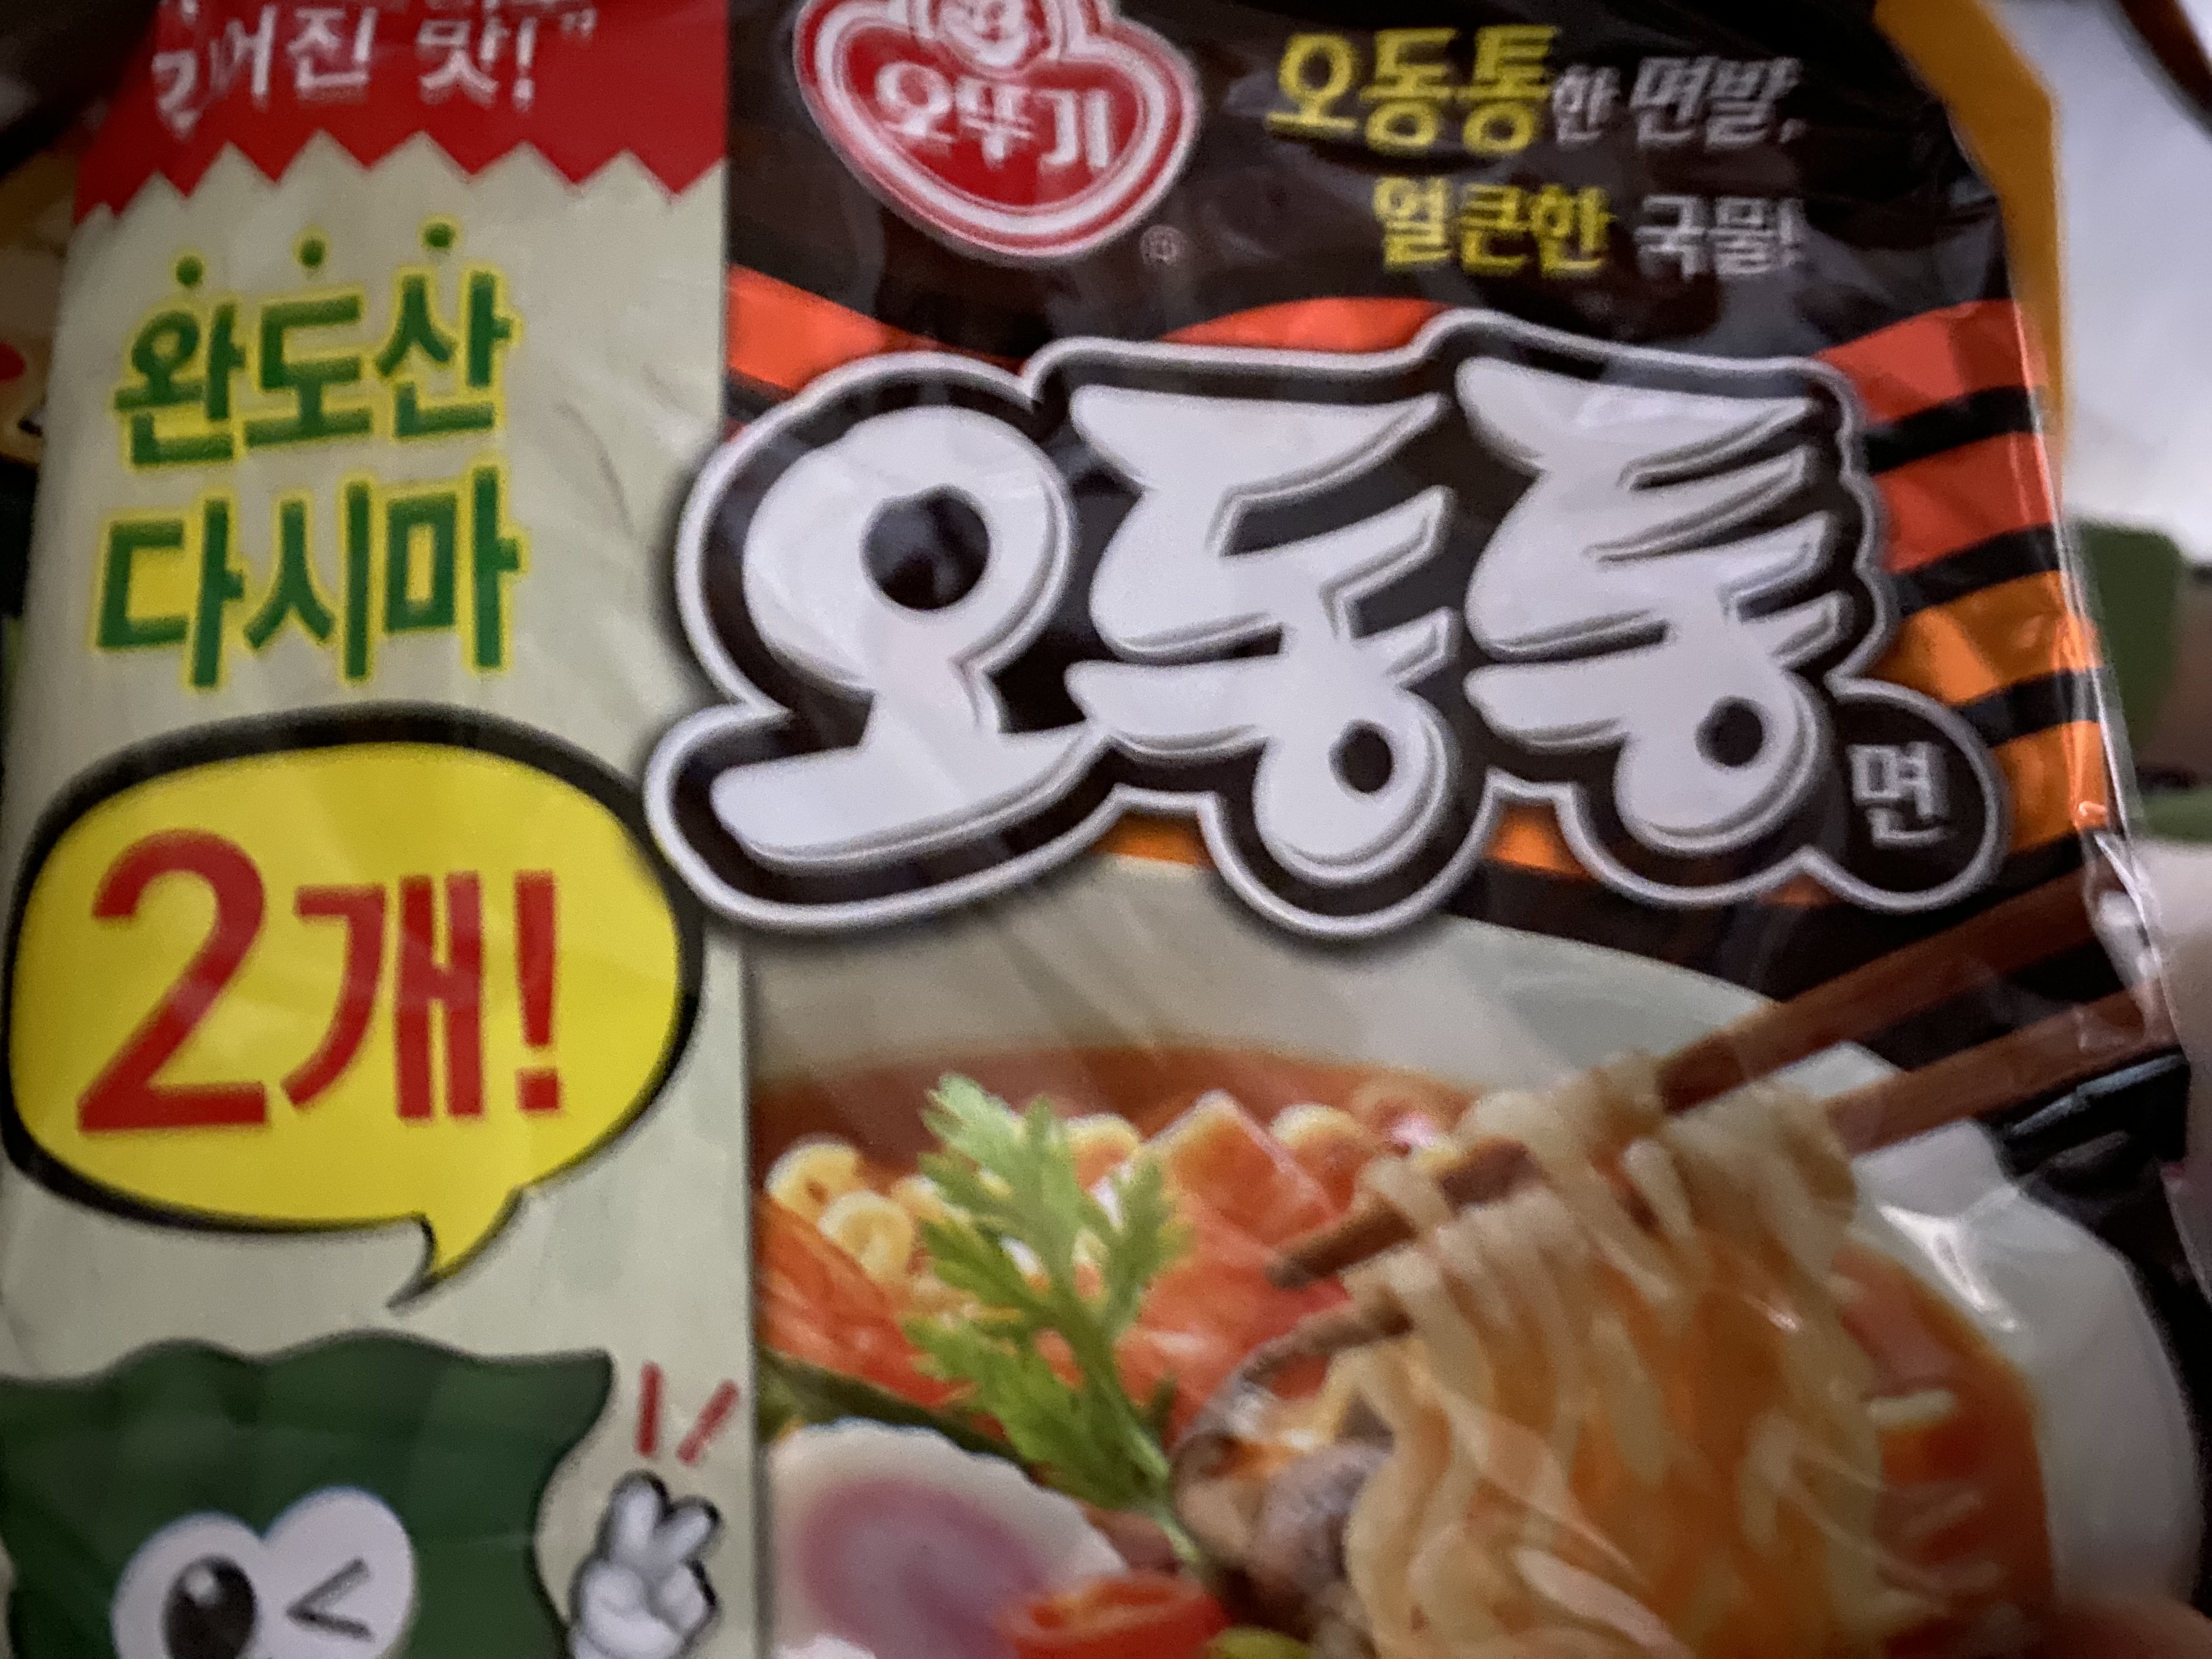 맛!
완도산
다시마
2개!
오뚜기
®
오동통한 면발,
얼큰한 국물!
오동통
면